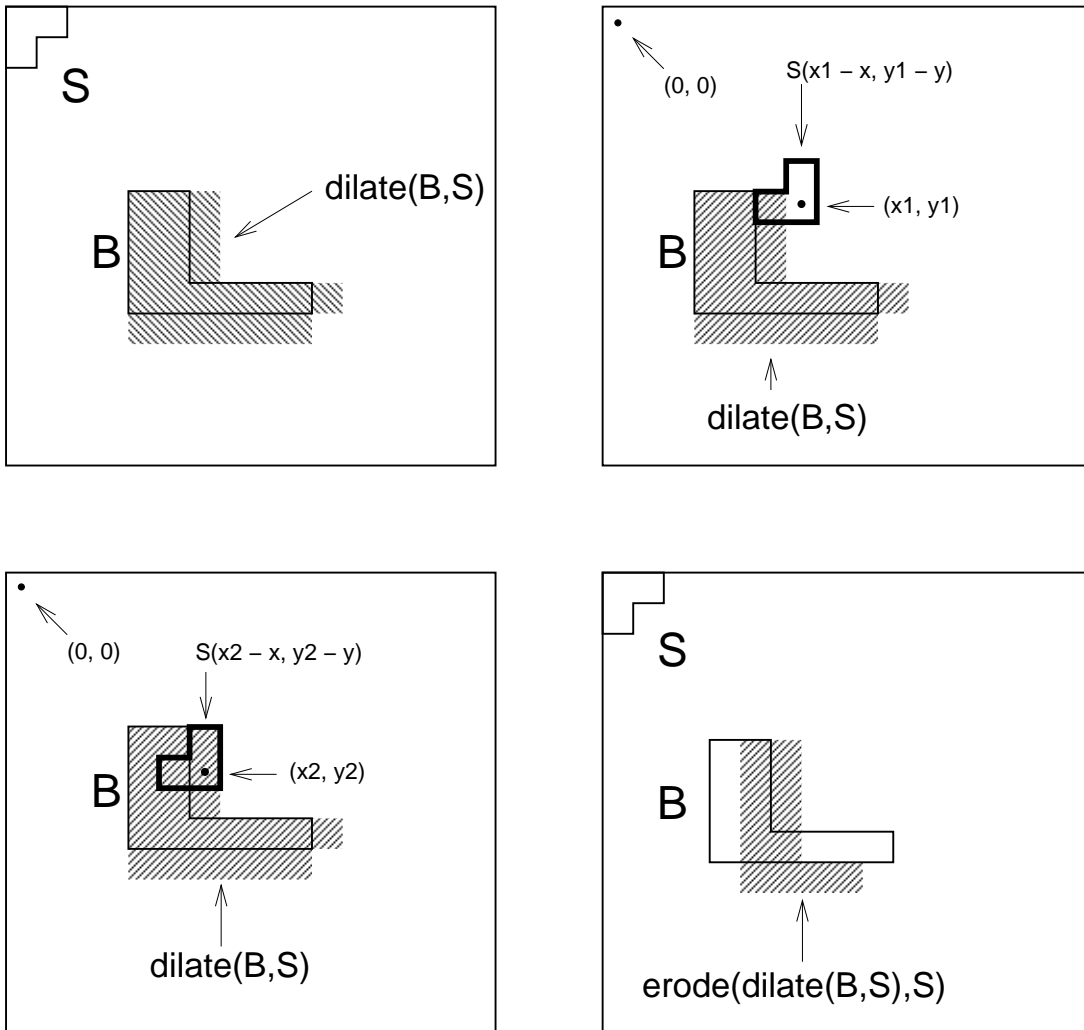 S
dilate(B,S)
B
(0, 0)
S(x1 − x, y1 − y)
(x1, y1)
B
dilate(B,S)
(0, 0)
S(x2 − x, y2 − y)
(x2, y2)
B
dilate(B,S)
S
B
erode(dilate(B,S),S)